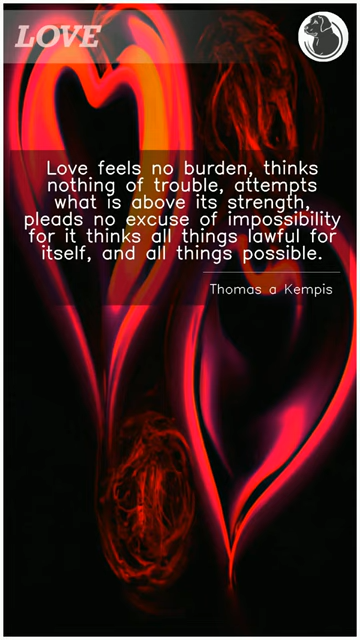 LOVE
Love feels no burden, thinks
nothing of trouble, attempts
what is above its strength,
pleads no excuse of impossibility
for it thinks all things lawful for
itself, and all things possible.
Thomas a Kempis